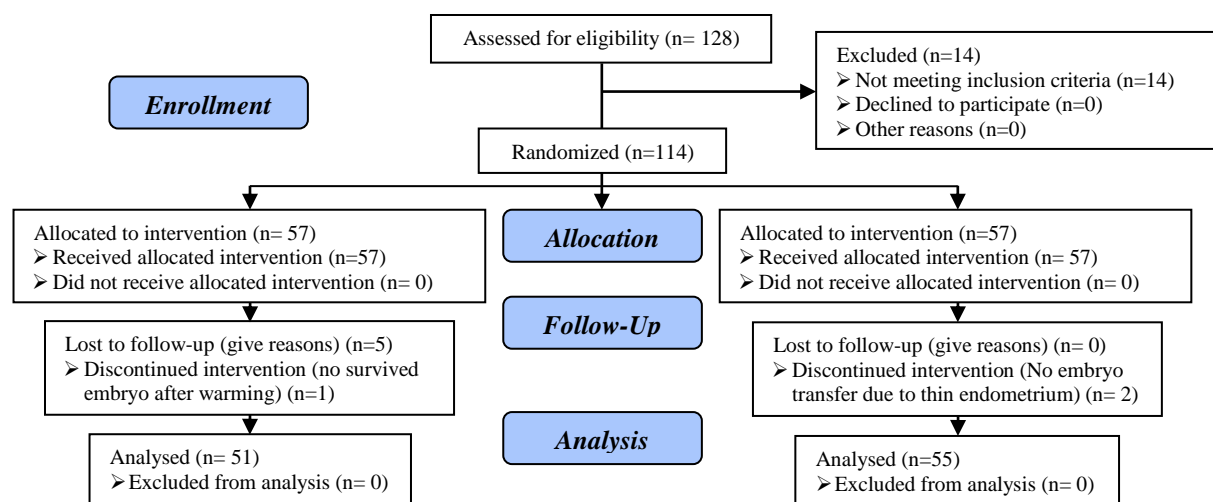 Assessed for eligibility (n= 128)
Excluded (n=14)
➢ Not meeting inclusion criteria (n=14)
➢ Declined to participate (n=0)
➢ Other reasons (n=0)
Enrollment
Randomized (n=114)
Allocated to intervention (n= 57)
➢ Received allocated intervention (n=57)
➢ Did not receive allocated intervention (n= 0)
Allocation
Allocated to intervention (n=57)
➢ Received allocated intervention (n= 57)
➢ Did not receive allocated intervention (n= 0)
Follow-Up
Lost to follow-up (give reasons) (n=5)
➢ Discontinued intervention (no survived
embryo after warming) (n=1)
Lost to follow-up (give reasons) (n= 0)
➢ Discontinued intervention (No embryo
transfer due to thin endometrium) (n= 2)
Analysis
Analysed (n= 51)
➢ Excluded from analysis (n= 0)
Analysed (n=55)
➢ Excluded from analysis (n= 0)